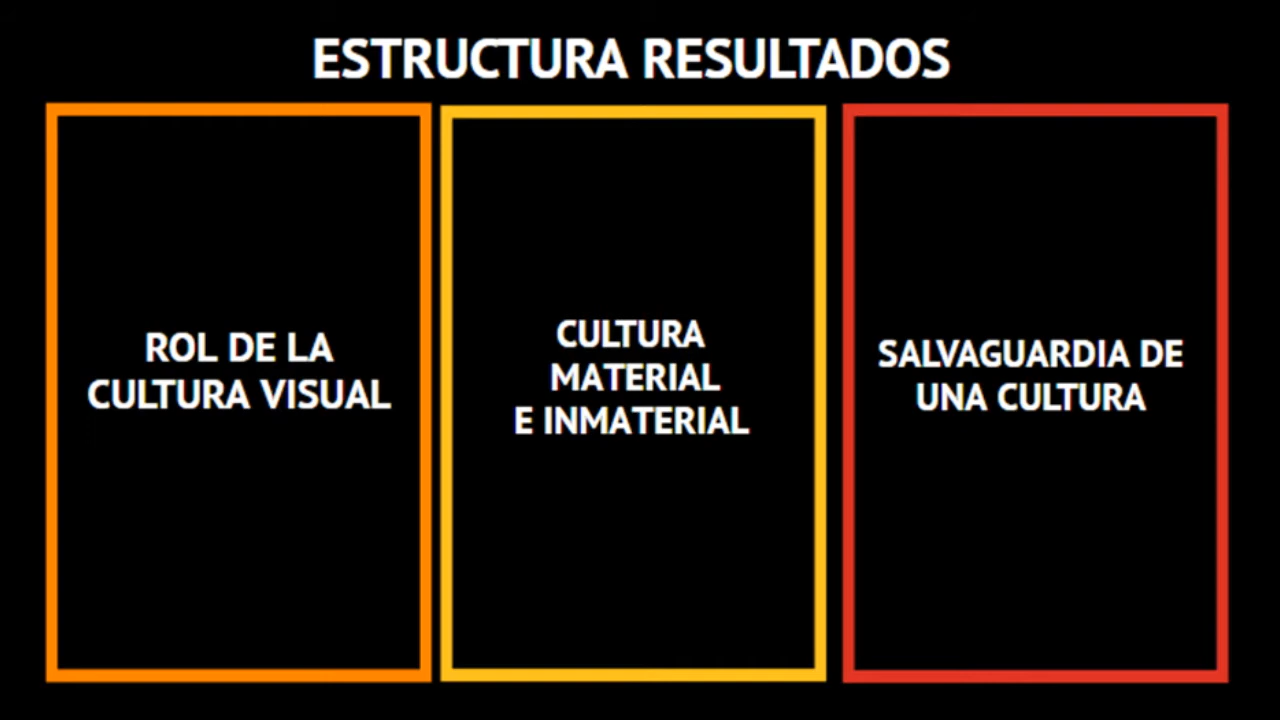 ESTRUCTURA RESULTADOS
ROL DE LA
CULTURA VISUAL
CULTURA
MATERIAL
E INMATERIAL
SALVAGUARDIA DE
UNA CULTURA